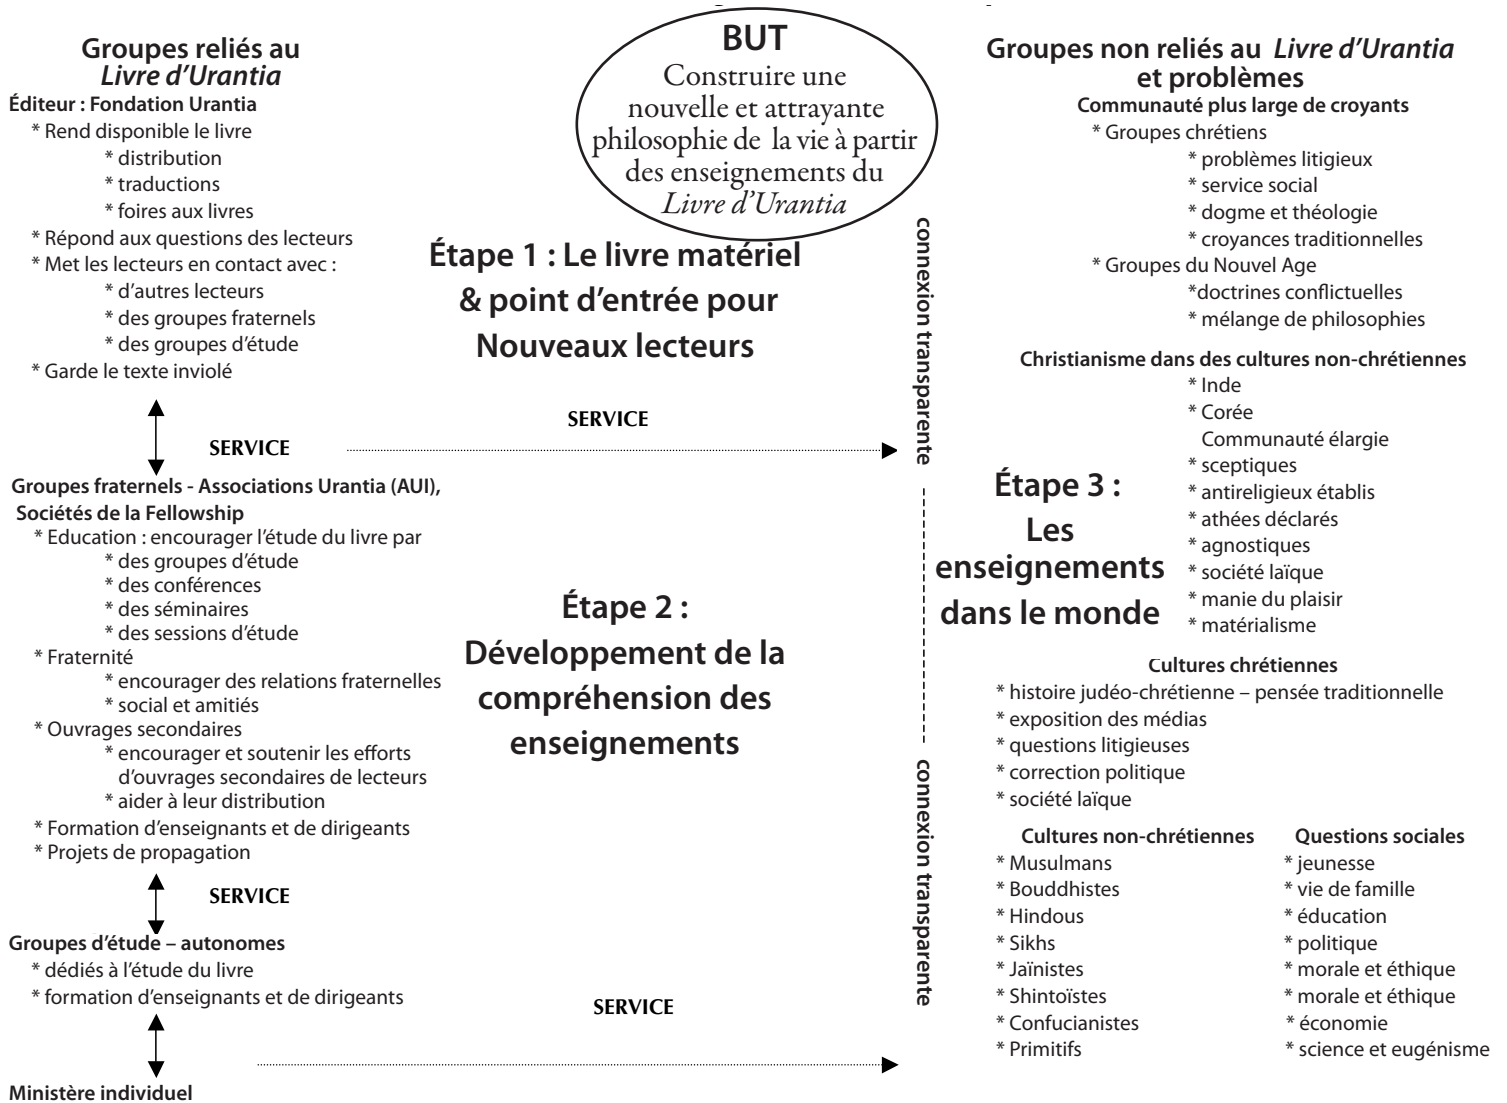 Groupes reliés au
Livre d’Urantia
Éditeur : Fondation Urantia
* Rend disponible le livre
* distribution
* traductions
* foires aux livres
* Répond aux questions des lecteurs
* Met les lecteurs en contact avec :
* d’autres lecteurs
* des groupes fraternels
* des groupes d’étude
* Garde le texte inviolé
SERVICE
Groupes fraternels - Associations Urantia (AUI),
Sociétés de la Fellowship
* Education : encourager l’étude du livre par
* des groupes d’étude
* des conférences
* des séminaires
* des sessions d’étude
* Fraternité
* encourager des relations fraternelles
* social et amitiés
* Ouvrages secondaires
* encourager et soutenir les efforts
d’ouvrages secondaires de lecteurs
* aider à leur distribution
* Formation d’enseignants et de dirigeants
* Projets de propagation
SERVICE
Groupes d’étude – autonomes
* dédiés à l’étude du livre
* formation d’enseignants et de dirigeants
Ministère individuel
BUT
Construire une
nouvelle et attrayante
philosophie de la vie à partir
des enseignements du
Livre d’Urantia
Étape 1 : Le livre matériel
& point d’entrée pour
Nouveaux lecteurs
SERVICE
Étape 2 :
Développement de la
compréhension des
enseignements
SERVICE
connexion transparente
connexion transparente
Étape 3 :
Les
enseignements
dans le monde
Groupes non reliés au Livre d’Urantia
et problèmes
Communauté plus large de croyants
* Groupes chrétiens
* problèmes litigieux
* service social
* dogme et théologie
* croyances traditionnelles
* Groupes du Nouvel Age
*doctrines conflictuelles
* mélange de philosophies
Christianisme dans des cultures non-chrétiennes
* Inde
* Corée
Communauté élargie
* sceptiques
* antireligieux établis
* athées déclarés
* agnostiques
* société laïque
* manie du plaisir
* matérialisme
Cultures chrétiennes
* histoire judéo-chrétienne – pensée traditionnelle
* exposition des médias
* questions litigieuses
* correction politique
* société laïque
Cultures non-chrétiennes
* Musulmans
* Bouddhistes
* Hindous
* Sikhs
* Jaïnistes
* Shintoïstes
* Confucianistes
* Primitifs
Questions sociales
* jeunesse
* vie de famille
* éducation
* politique
* morale et éthique
* morale et éthique
* économie
* science et eugénisme